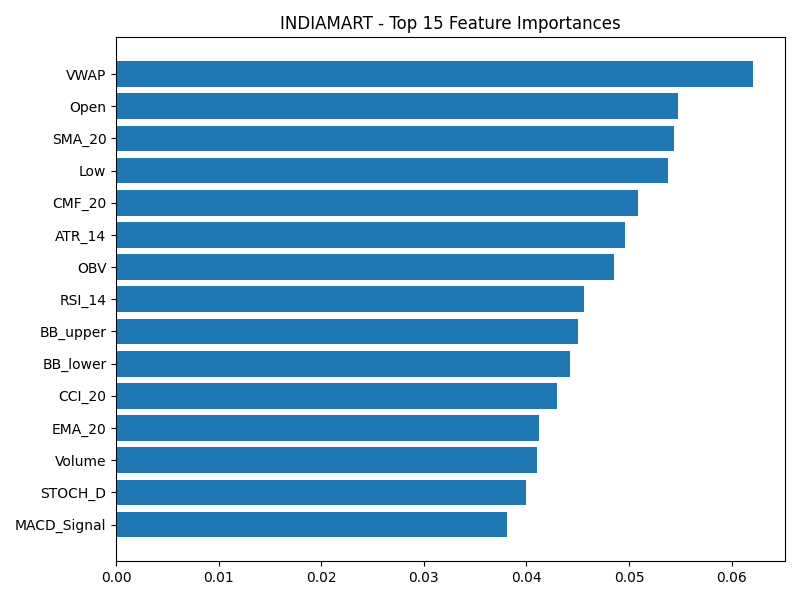 INDIAMART - Top 15 Feature Importances
VWAP
Open
SMA_20
Low
CMF_20
ATR_14
OBV
RSI_14
BB_upper
BB_lower
CCI_20
EMA_20
Volume
STOCH_D
MACD_Signal
0.00 0.01 0.02 0.03 0.04 0.05 0.06